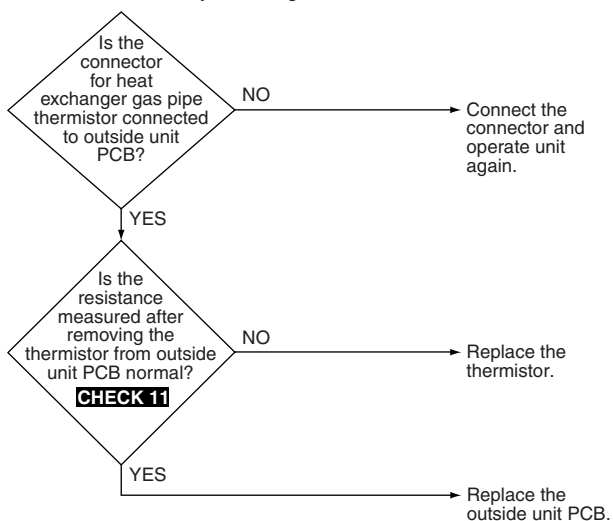 Is the
connector
for heat
exchanger gas pipe
thermistor connected
to outside unit
PCB?
NO
Connect the
connector and
operate unit
again.
YES
Is the
resistance
measured after
removing the
thermistor from outside
unit PCB normal?
CHECK 11
NO
Replace the
thermistor.
YES
Replace the
outside unit PCB.